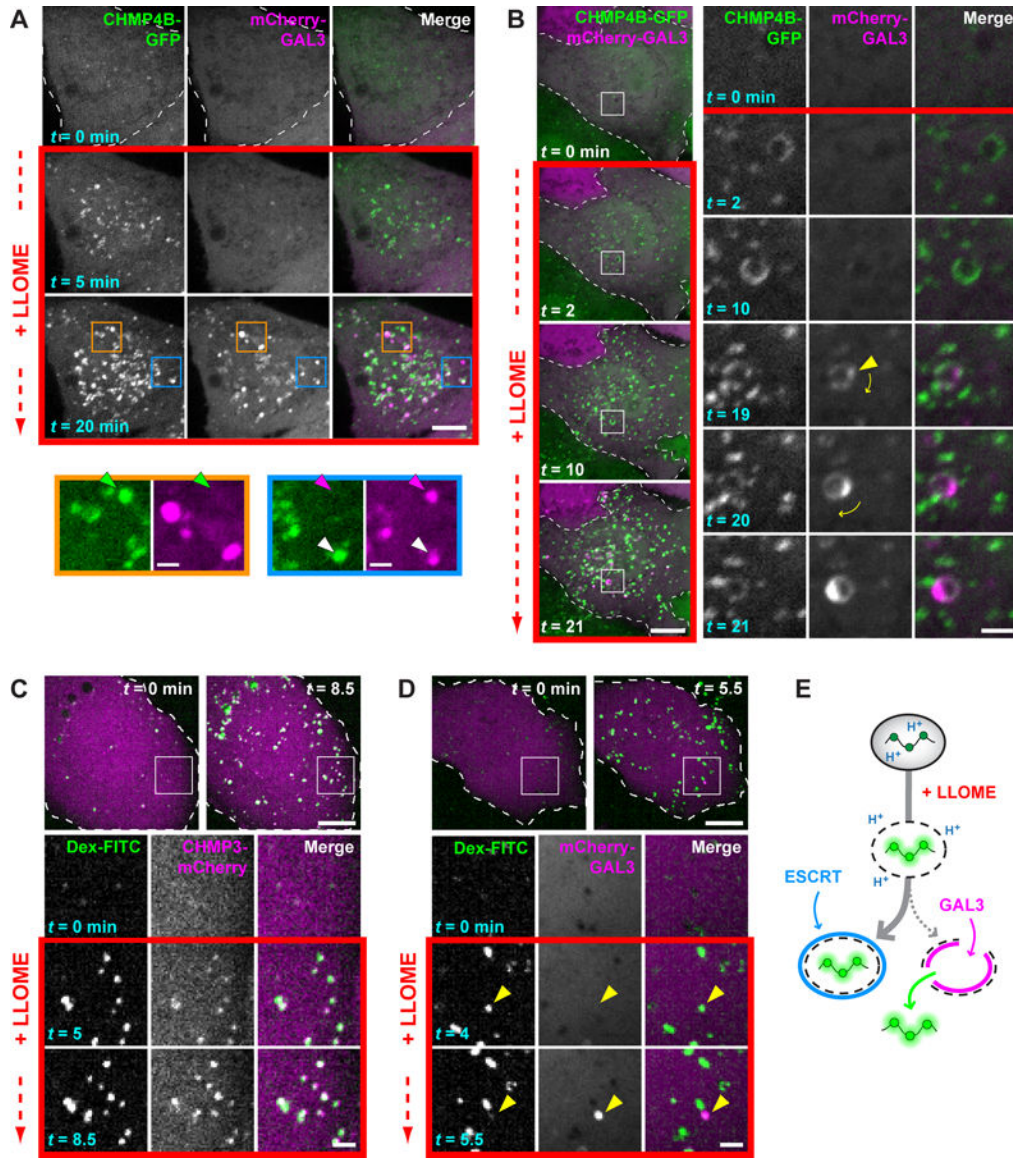 A
CHMP4B-
GFP
mCherry-
GAL3
Merge
t = 0 min
t = 5 min
t = 20 min
+ LLOME
B
CHMP4B-GFP
mCherry-GAL3
t = 0 min
t = 2
t = 10
t = 21
+ LLOME
CHMP4B-
GFP
mCherry-
GAL3
Merge
t = 0 min
t = 2
t = 10
t = 19
t = 20
t = 21
C
t = 0 min
t = 8.5
Dex-FITC
CHMP3-
mCherry
Merge
t = 0 min
t = 5
t = 8.5
+ LLOME
D
t = 0 min
t = 5.5
Dex-FITC
mCherry-
GAL3
Merge
t = 0 min
t = 4
t = 5.5
+ LLOME
E
H+
H+
+ LLOME
H+
H+
H+
ESCRT
GAL3